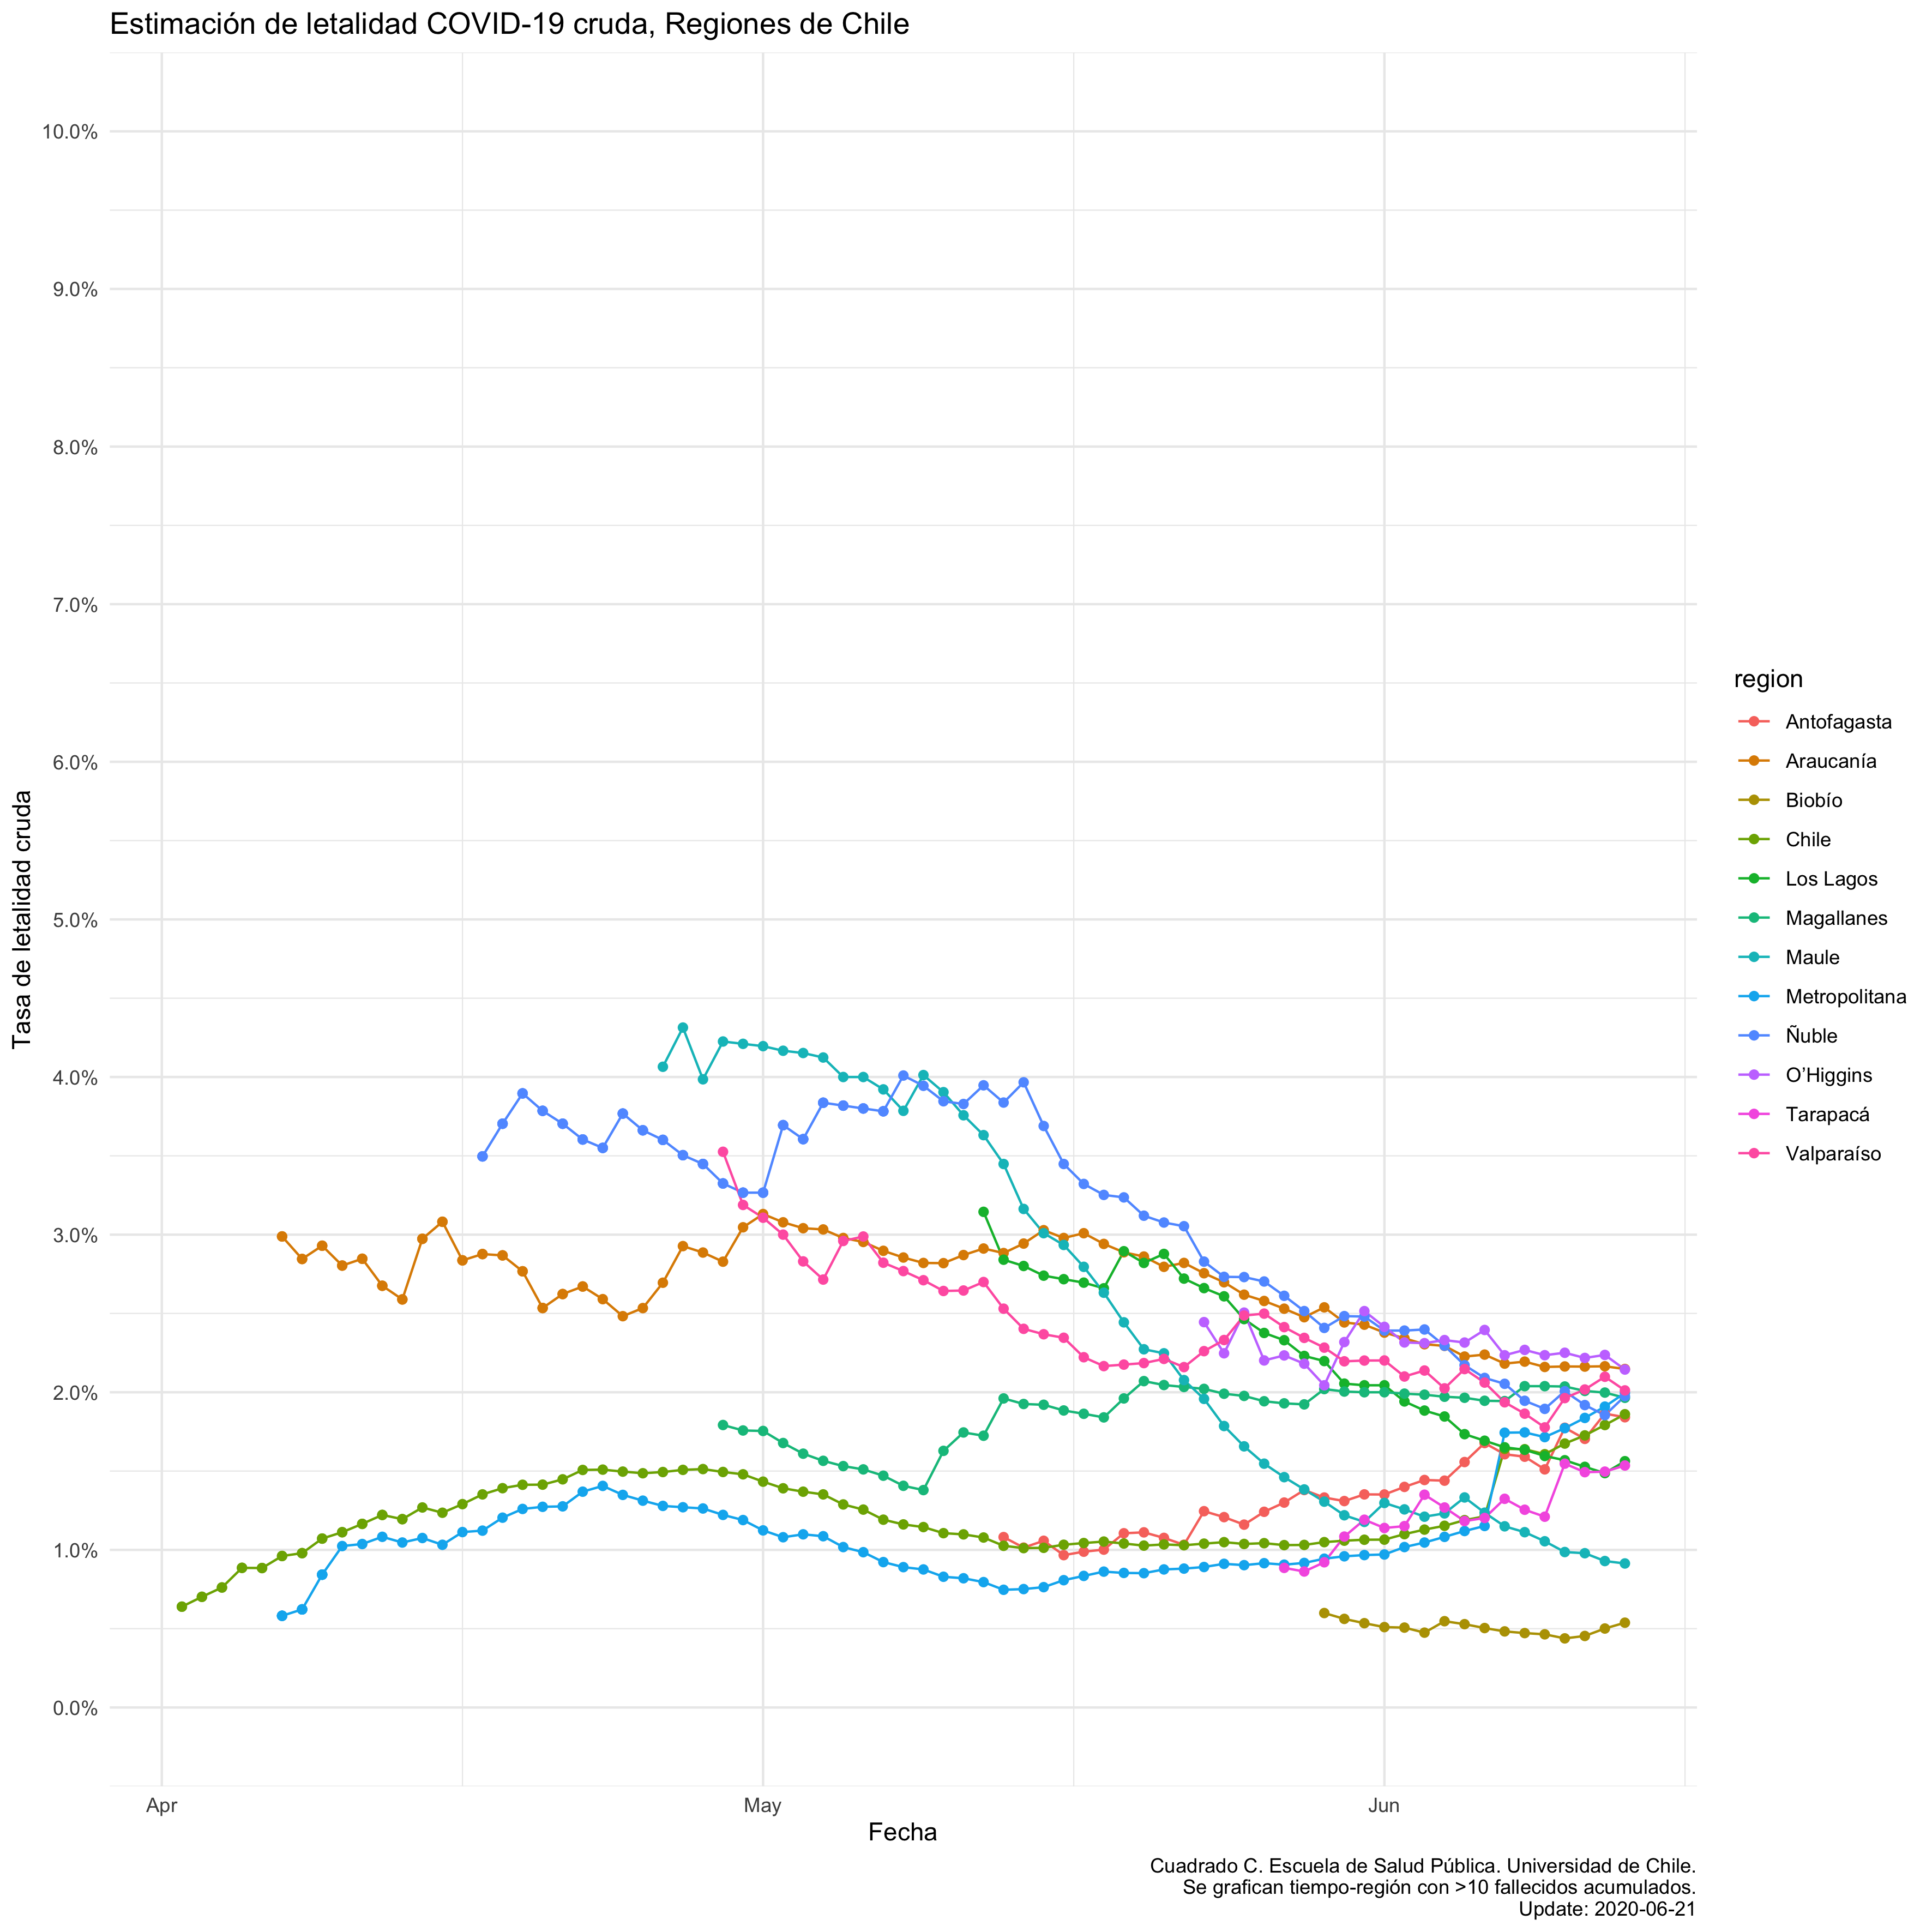 Estimación de letalidad COVID-19 cruda, Regiones de Chile
Tasa de letalidad cruda
10.0%
9.0%
8.0%
7.0%
6.0%
5.0%
4.0%
3.0%
2.0%
1.0%
0.0%
Apr
May
Jun
Fecha
region
Antofagasta
Araucanía
Biobío
Chile
Los Lagos
Magallanes
Maule
Metropolitana
Ñuble
O’Higgins
Tarapacá
Valparaíso
Cuadrado C. Escuela de Salud Pública. Universidad de Chile.
Se grafican tiempo-región con >10 fallecidos acumulados.
Update: 2020-06-21